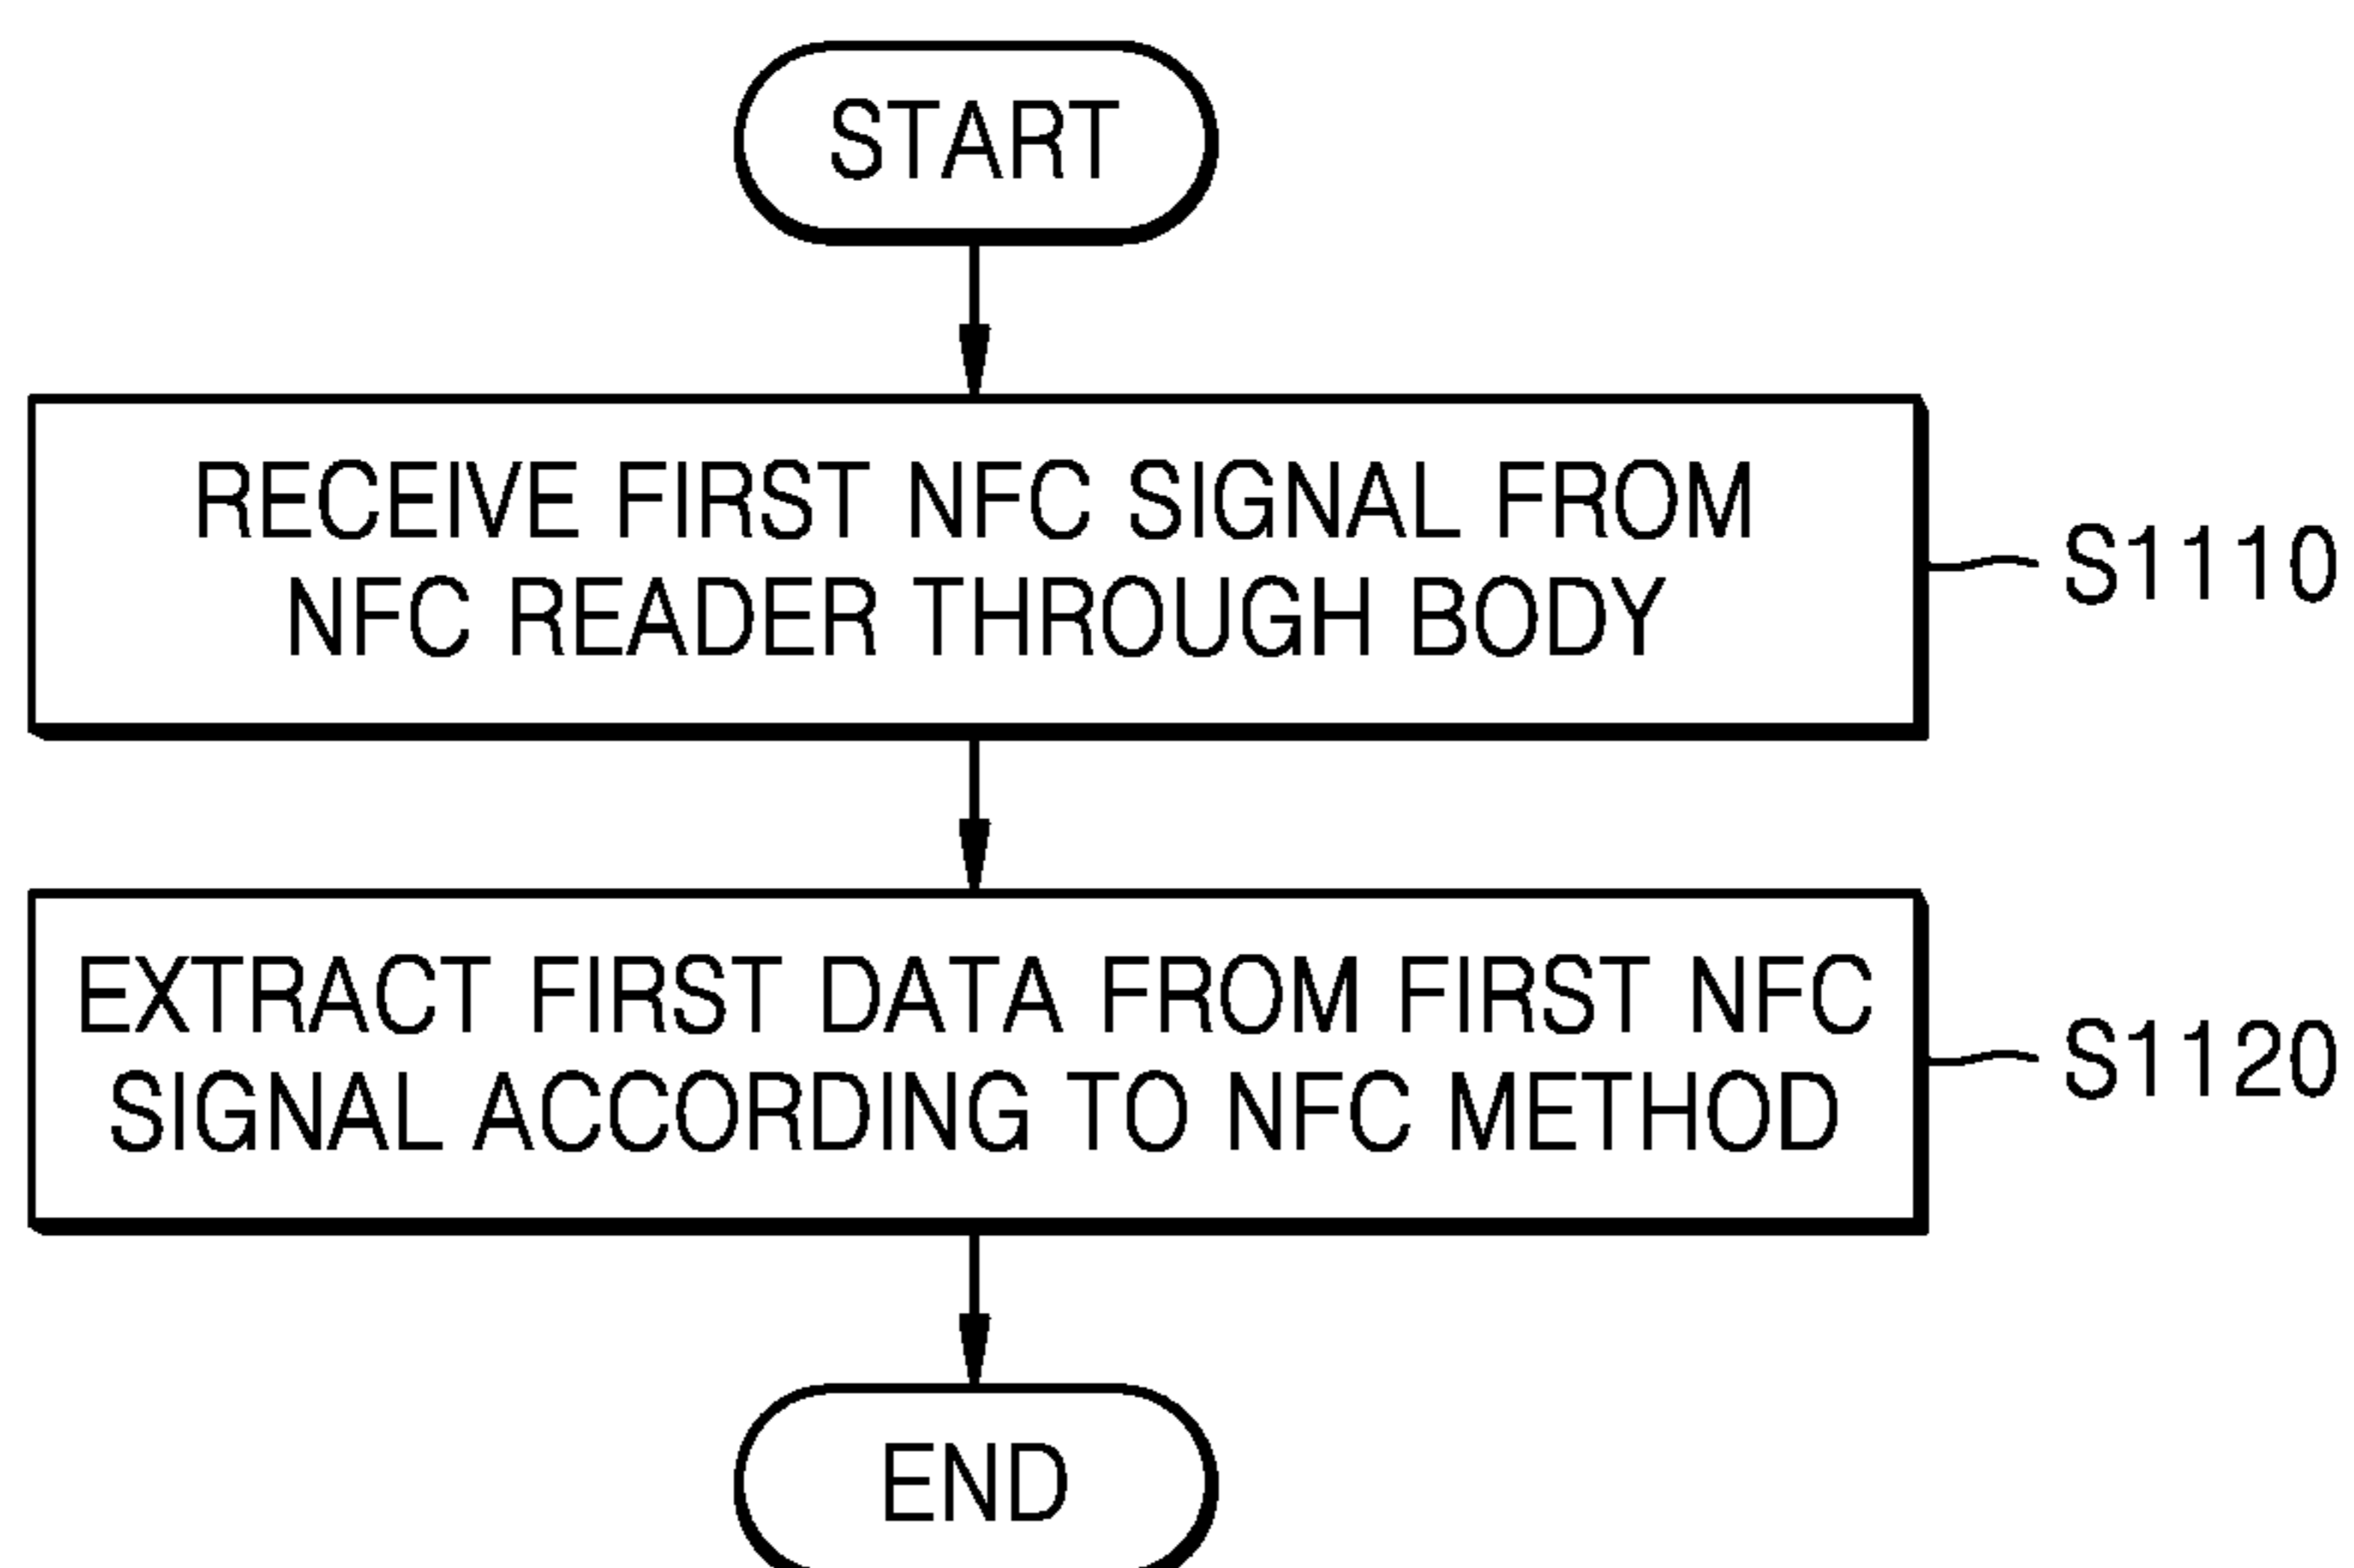 START
RECEIVE FIRST NFC SIGNAL FROM
NFC READER THROUGH BODY
S1110
EXTRACT FIRST DATA FROM FIRST NFC
SIGNAL ACCORDING TO NFC METHOD
S1120
END